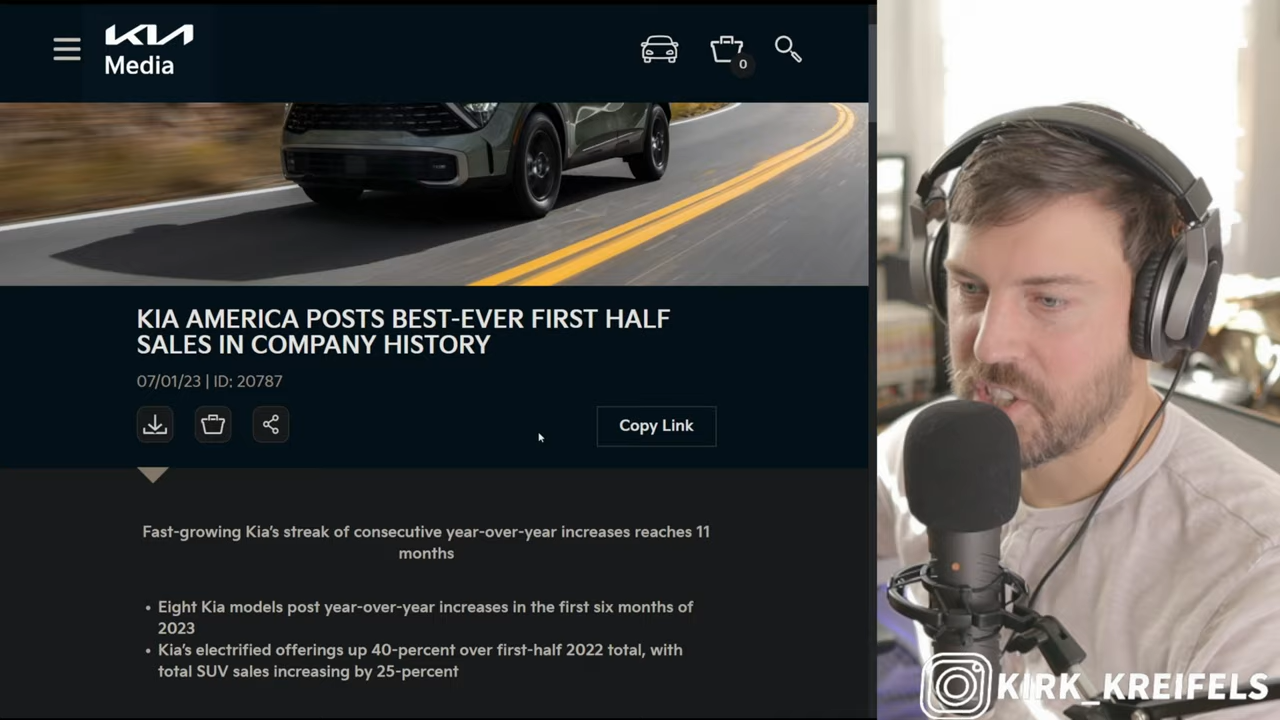 KIA
Media
0
KIA AMERICA POSTS BEST-EVER FIRST HALF
SALES IN COMPANY HISTORY
07/01/23 | ID: 20787
Copy Link
Fast-growing Kia's streak of consecutive year-over-year increases reaches 11
months
• Eight Kia models post year-over-year increases in the first six months of
2023
• Kia's electrified offerings up 40-percent over first-half 2022 total, with
total SUV sales increasing by 25-percent
KIRK_KREIFELS